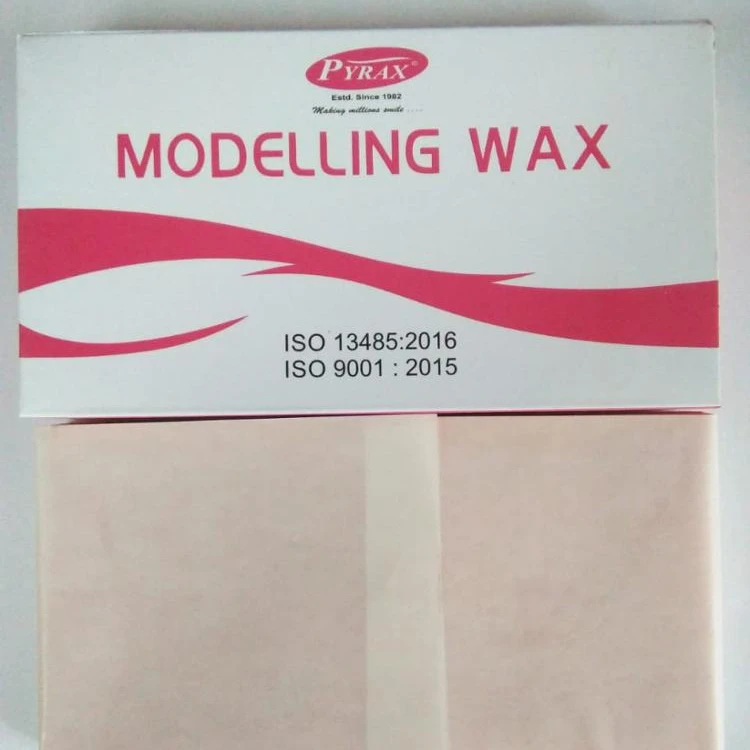 PYRAX®
Estd. Since 1982
Making millions smile ....
MODELLING WAX
ISO 13485:2016
ISO 9001 : 2015